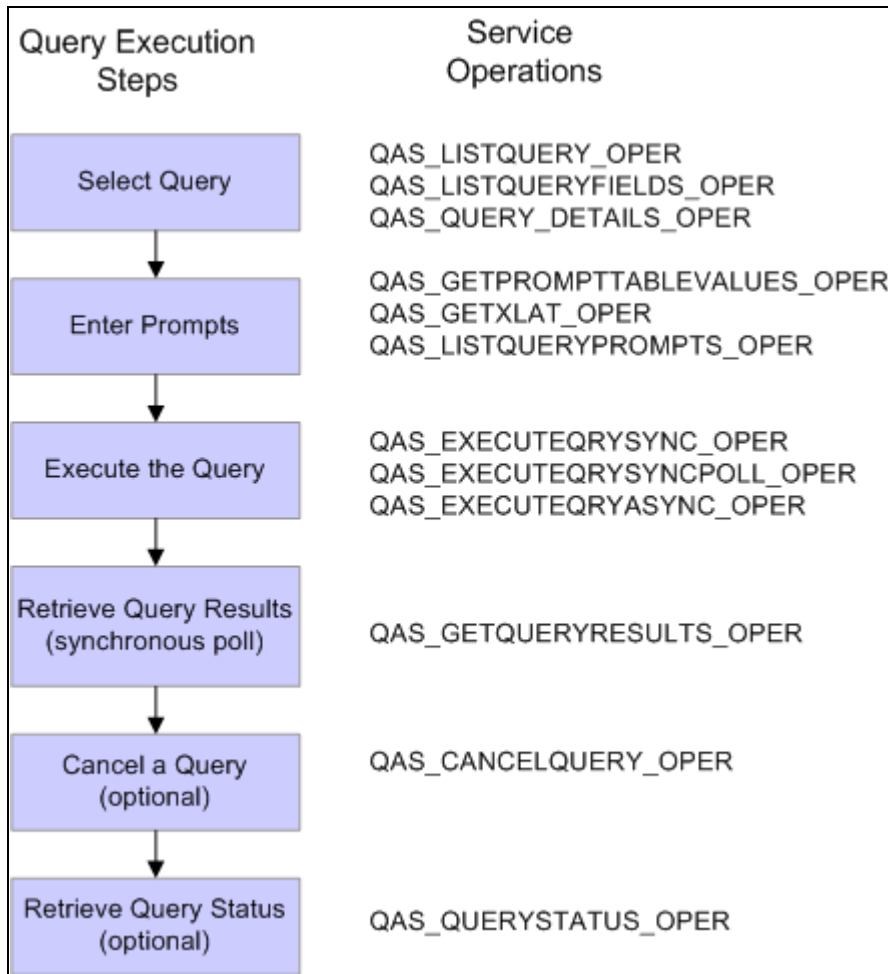 Query Execution
Steps
Service
Operations
Select Query
QAS_LISTQUERY_OPER
QAS_LISTQUERYFIELDS_OPER
QAS_QUERY_DETAILS_OPER
Enter Prompts
QAS_GETPROMPTTABLEVALUES_OPER
QAS_GETXLAT_OPER
QAS_LISTQUERYPROMPTS_OPER
Execute the Query
QAS_EXECUTEQRYSYNC_OPER
QAS_EXECUTEQRYSYNCPOLL_OPER
QAS_EXECUTEQRYASYNC_OPER
Retrieve Query Results
(synchronous poll)
QAS_GETQUERYRESULTS_OPER
Cancel a Query
(optional)
QAS_CANCELQUERY_OPER
Retrieve Query Status
(optional)
QAS_QUERYSTATUS_OPER